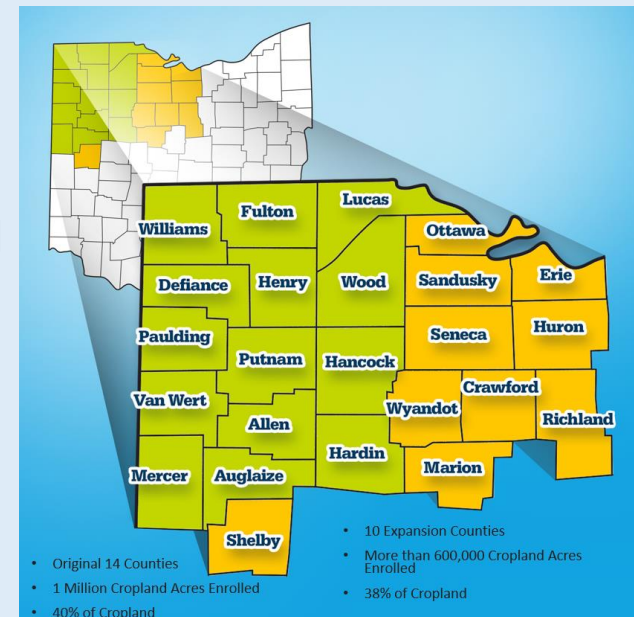 Lucas
Fulton
Williams
Ottawa
Defiance
Henry
Wood
Sandusky
Erie
Paulding
Seneca
Huron
Putnam
Hancock
Van Wert
Crawford
Wyandot
Allen
Richland
Hardin
Marion
Mercer
Auglaize
Shelby
• Original 14 Counties
• 1 Million Cropland Acres Enrolled
• 40% of Cropland
• 10 Expansion Counties
• More than 600,000 Cropland Acres
Enrolled
• 38% of Cropland